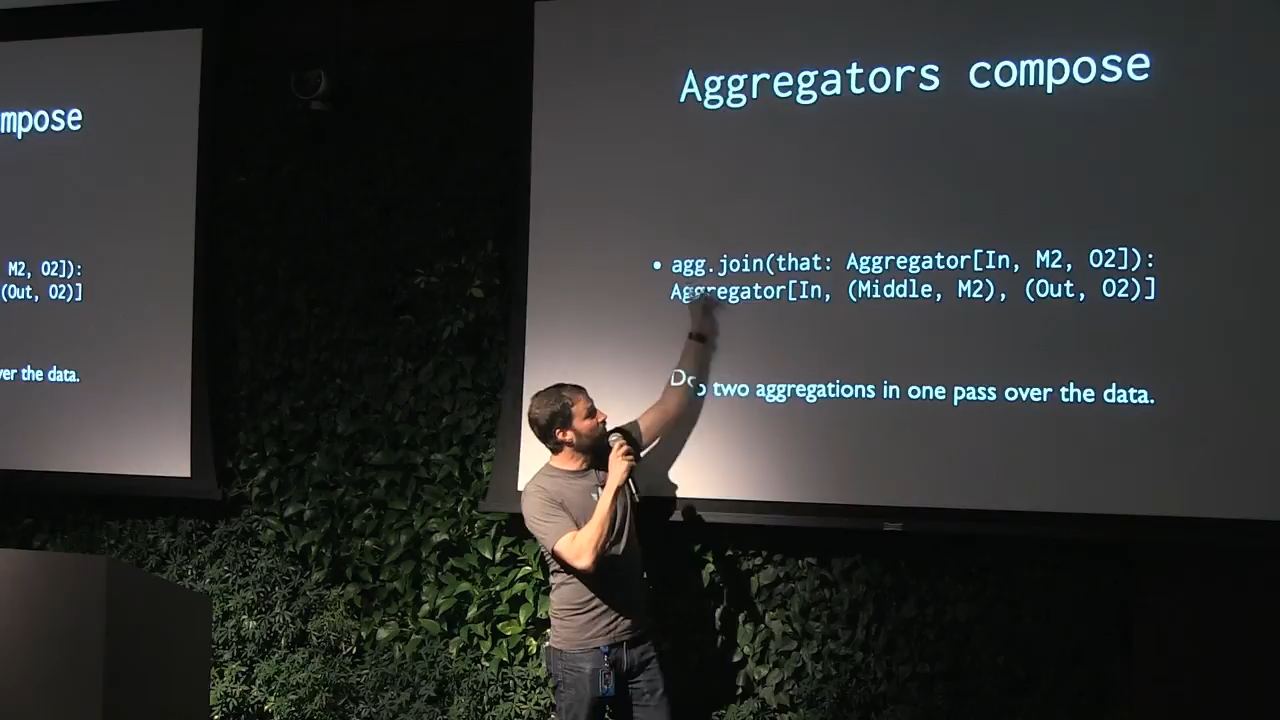 mpose
M2, O2]):
(Out, O2)]
ver the data.
Aggregators compose
• agg.join(that: Aggregator[In, M2, O2]):
Aggregator[In, (Middle, M2), (Out, O2)]
Do two aggregations in one pass over the data.